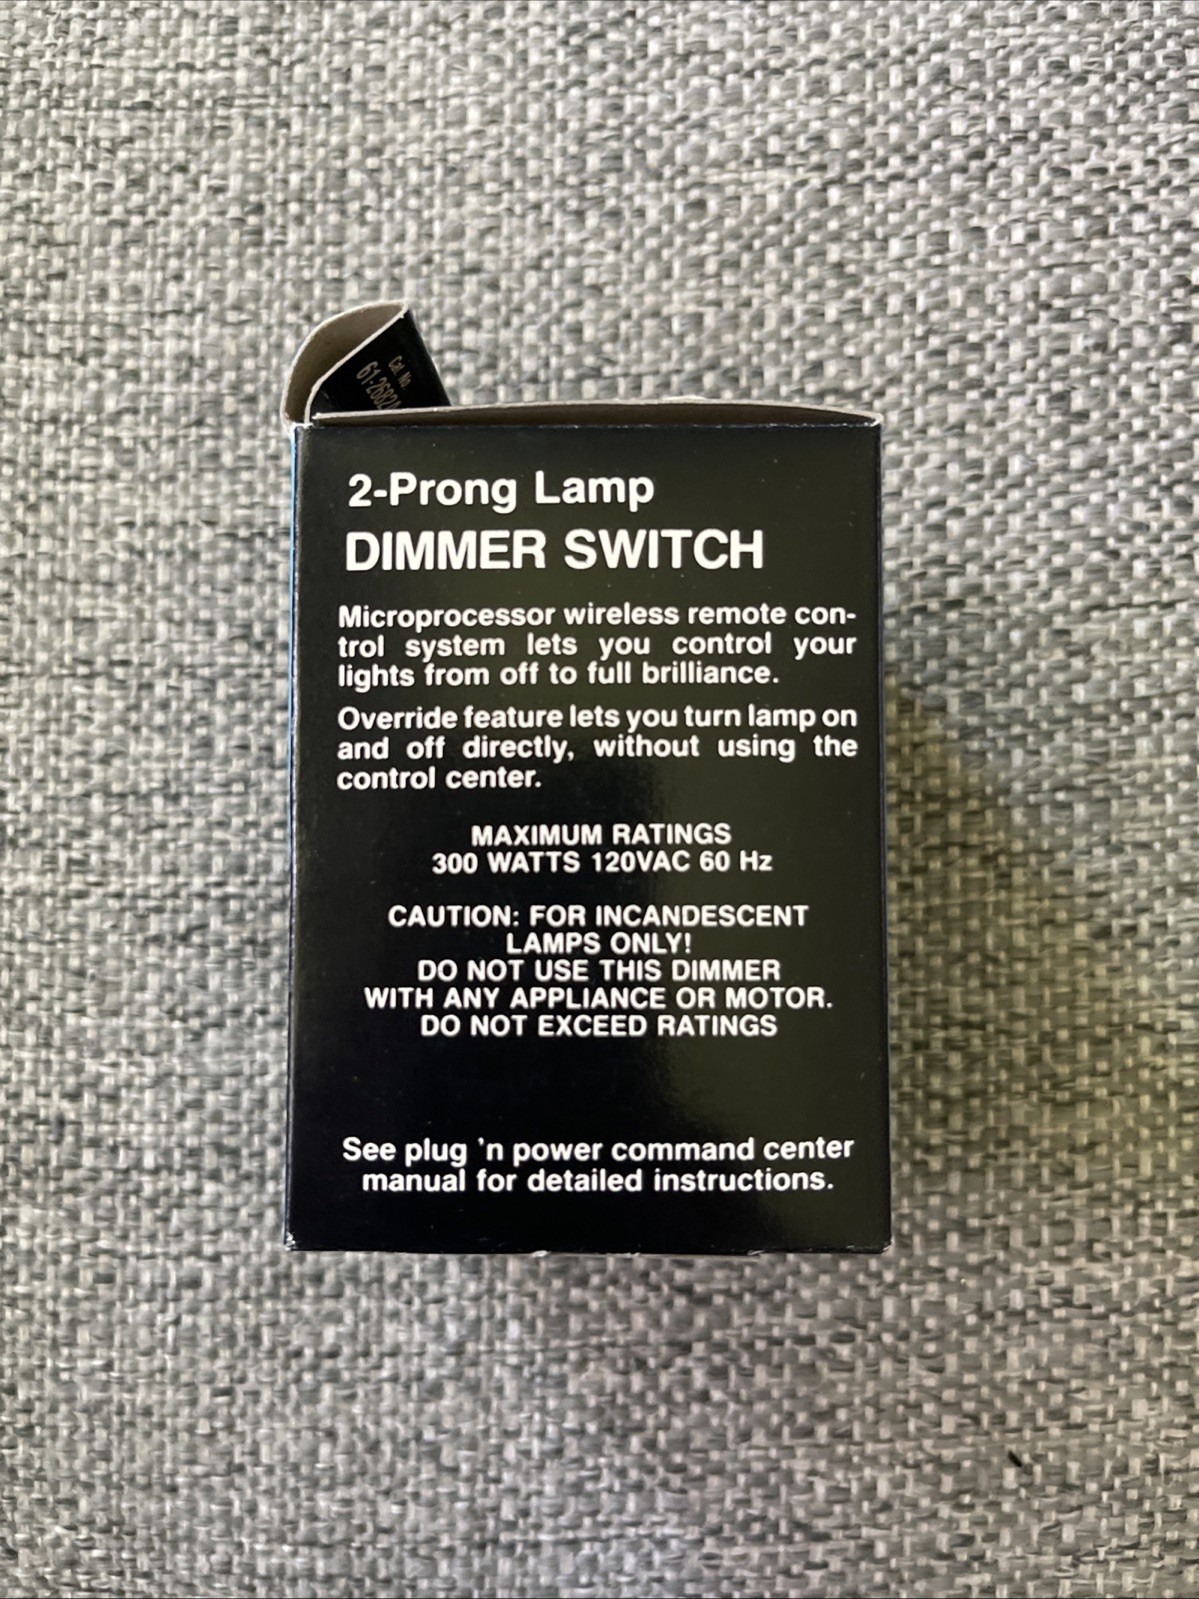 Cal. No.
2-Prong Lamp
DIMMER SWITCH
Microprocessor wireless remote con-
trol system lets you control your
lights from off to full brilliance.
Override feature lets you turn lamp on
and off directly, without using the
control center.
MAXIMUM RATINGS
300 WATTS 120VAC 60 Hz
CAUTION: FOR INCANDESCENT
LAMPS ONLY!
DO NOT USE THIS DIMMER
WITH ANY APPLIANCE OR MOTOR.
DO NOT EXCEED RATINGS
See plug 'n power command center
manual for detailed instructions.